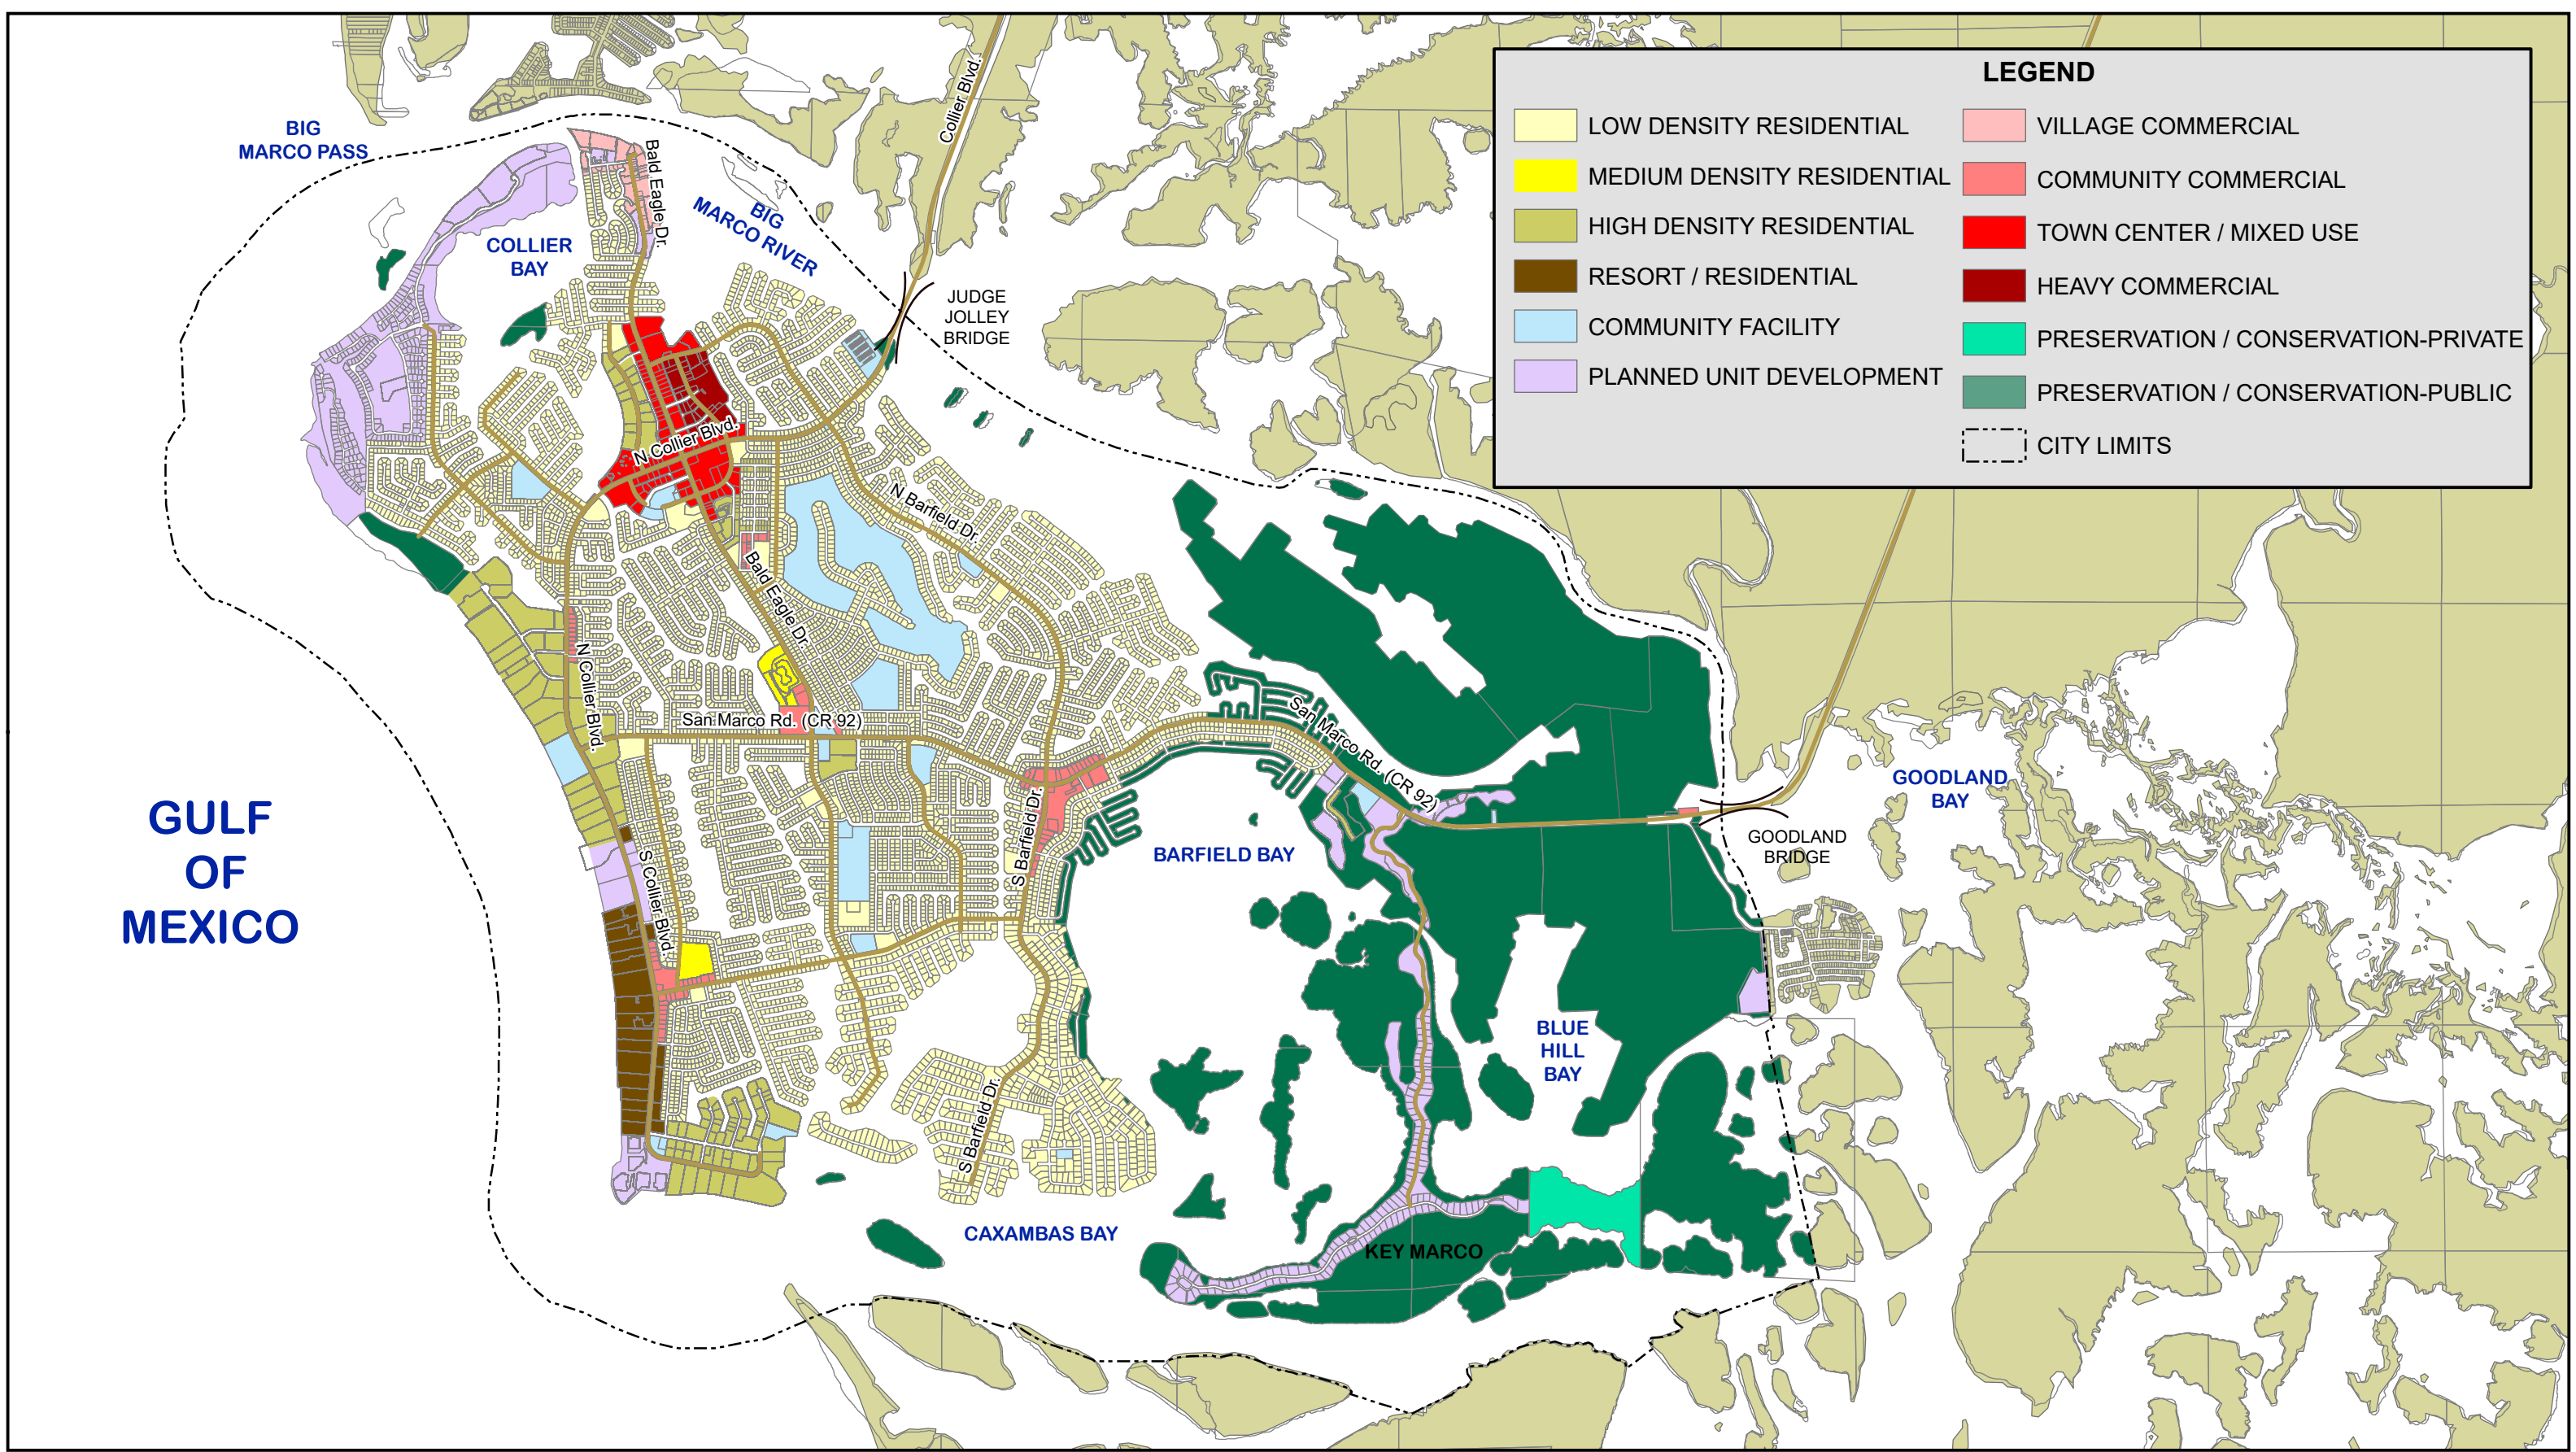 LEGEND
LOW DENSITY RESIDENTIAL
MEDIUM DENSITY RESIDENTIAL
HIGH DENSITY RESIDENTIAL
RESORT / RESIDENTIAL
COMMUNITY FACILITY
PLANNED UNIT DEVELOPMENT
VILLAGE COMMERCIAL
COMMUNITY COMMERCIAL
TOWN CENTER / MIXED USE
HEAVY COMMERCIAL
PRESERVATION / CONSERVATION-PRIVATE
PRESERVATION / CONSERVATION-PUBLIC
CITY LIMITS
Collier Blvd.
BIG
MARCO PASS
Bald Eagle Dr.
BIG
MARCO RIVER
COLLIER
BAY
JUDGE
JOLLEY
BRIDGE
N Collier Blvd.
N Barfield Dr.
Bald Eagle Dr.
N Collier Blvd.
San Marco Rd. (CR 92)
San Marco Rd. (CR 92)
GOODLAND
BAY
GULF
OF
MEXICO
S Barfield Dr.
BARFIELD BAY
GOODLAND
BRIDGE
S Collier Blvd.
BLUE
HILL
BAY
S Barfield Dr.
CAXAMBAS BAY
KEY MARCO